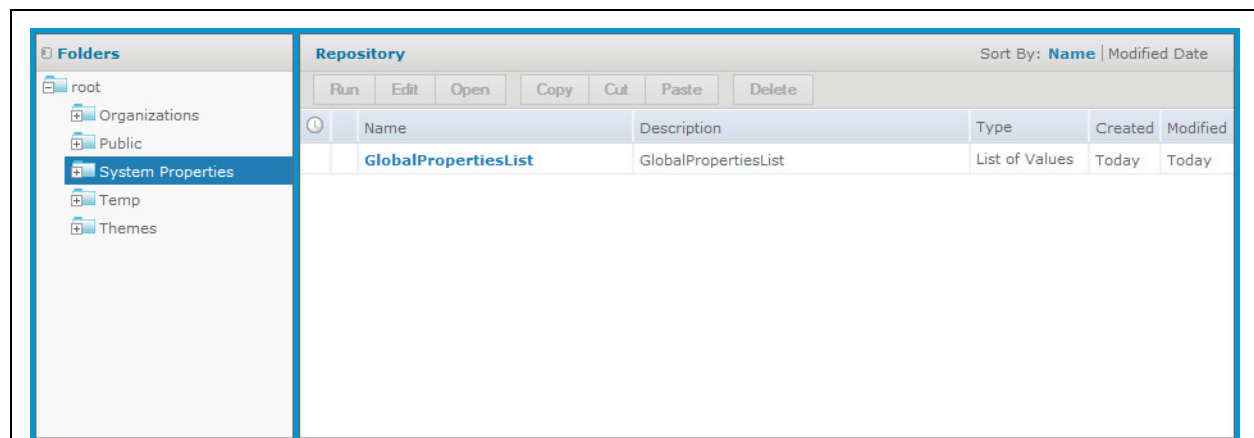 Folders
root
Organizations
Public
System Properties
Temp
Themes
Repository
Sort By: Name | Modified Date
Run Edit Open Copy Cut Paste Delete
Name Description Type Created Modified
GlobalPropertiesList GlobalPropertiesList List of Values Today Today